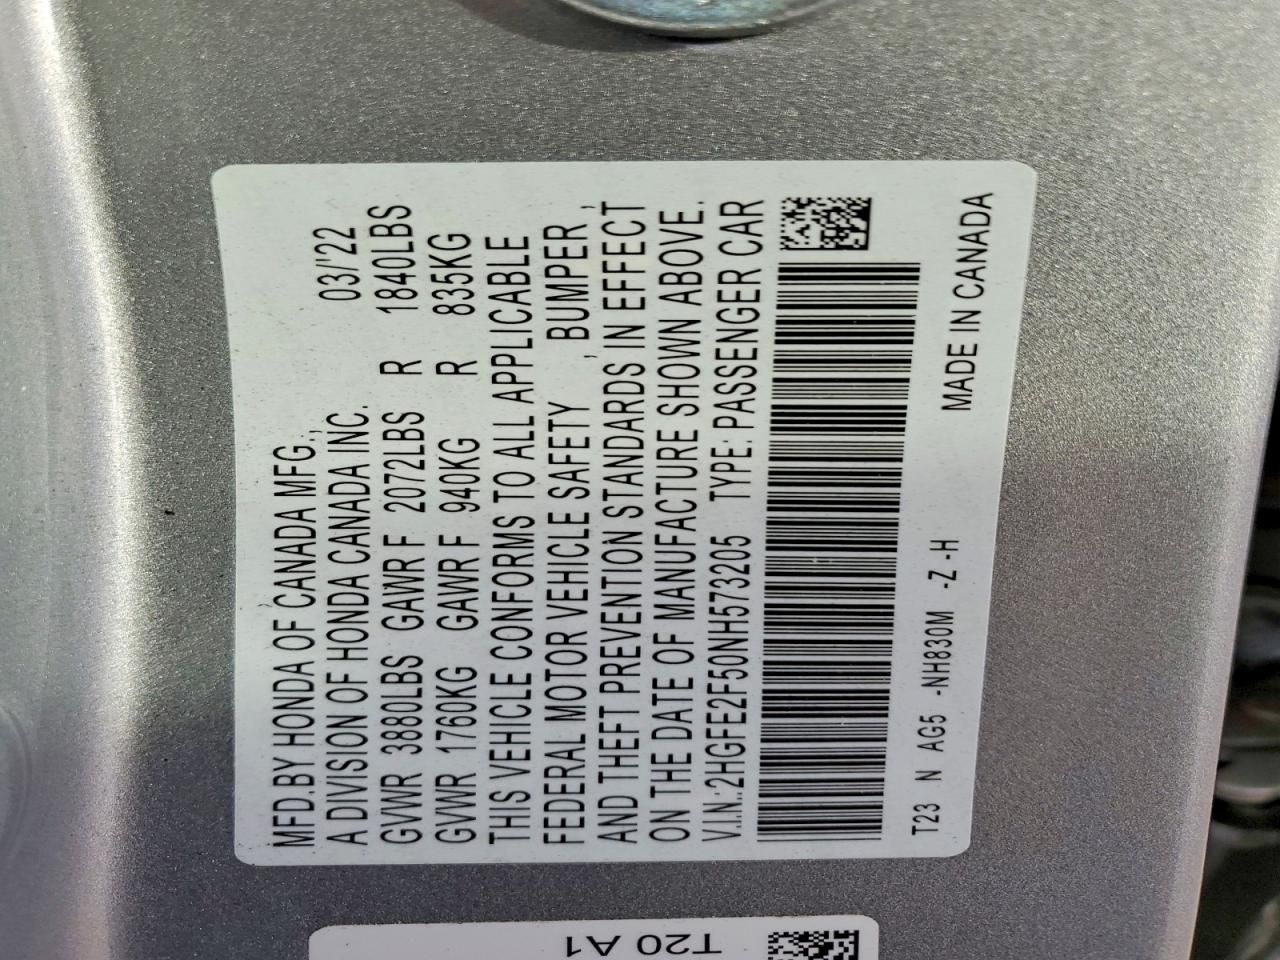 MFD.BY HONDA OF CANADA MFG., 03/'22
A DIVISION OF HONDA CANADA INC.
GVWR 3880LBS GAWR F 2072LBS R 1840LBS
GVWR 1760KG GAWR F 940KG R 835KG
THIS VEHICLE CONFORMS TO ALL APPLICABLE
FEDERAL MOTOR VEHICLE SAFETY , BUMPER ,
AND THEFT PREVENTION STANDARDS IN EFFECT
ON THE DATE OF MANUFACTURE SHOWN ABOVE.
V.I.N.:2HGFE2F50NH573205 TYPE: PASSENGER CAR
T23 N AG5 -NH830M -Z -H MADE IN CANADA
T20 A1